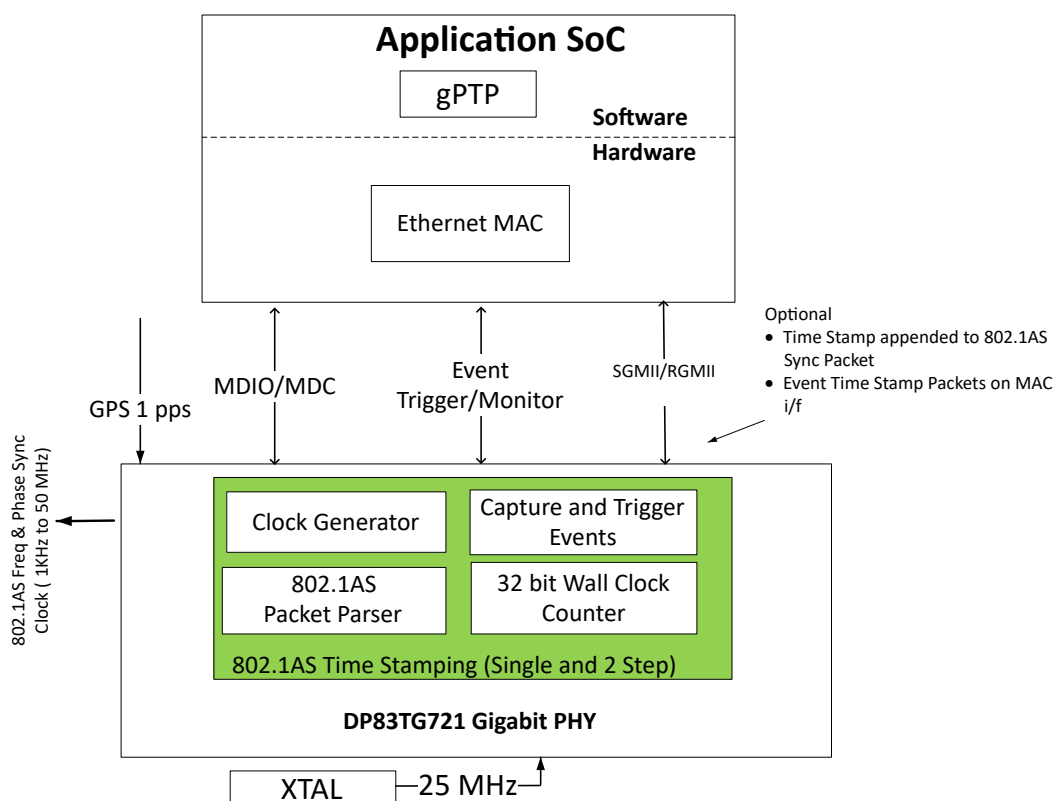 Application SoC
gPTP
Software
Hardware
Ethernet MAC
Optional
• Time Stamp appended to 802.1AS
Sync Packet
• Event Time Stamp Packets on MAC
i/f
GPS 1 pps
MDIO/MDC
Event
Trigger/Monitor
SGMII/RGMII
802.1AS Freq & Phase Sync
Clock ( 1KHz to 50 MHz)
Clock Generator
Capture and Trigger
Events
802.1AS
Packet Parser
32 bit Wall Clock
Counter
802.1AS Time Stamping (Single and 2 Step)
DP83TG721 Gigabit PHY
XTAL
25 MHz